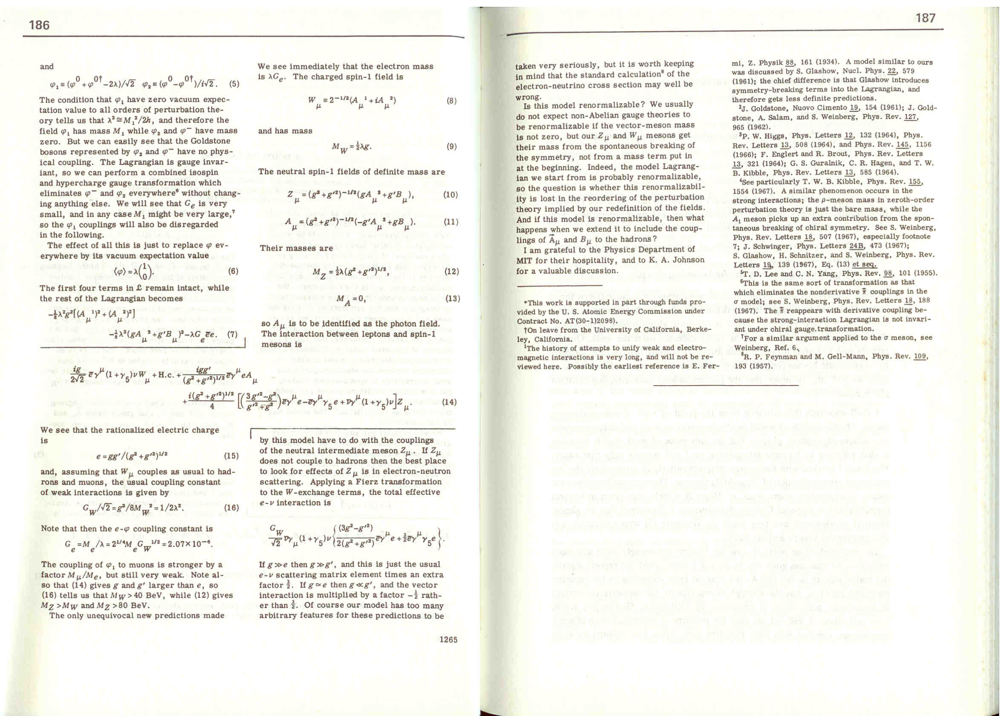 186
and
φ₁≡(φ⁰+φ⁰†−2λ)/√2 φ₂≡(φ⁰−φ⁰†)/i√2. (5)
The condition that φ₁ have zero vacuum expec-
tation value to all orders of perturbation the-
ory tells us that λ²≅M₁²/2h, and therefore the
field φ₁ has mass M₁ while φ₂ and φ⁻ have mass
zero. But we can easily see that the Goldstone
bosons represented by φ₂ and φ⁻ have no phys-
ical coupling. The Lagrangian is gauge invar-
iant, so we can perform a combined isospin
and hypercharge gauge transformation which
eliminates φ⁻ and φ₂ everywhere⁶ without chang-
ing anything else. We will see that Gₑ is very
small, and in any case M₁ might be very large,⁷
so the φ₁ couplings will also be disregarded
in the following.
The effect of all this is just to replace φ ev-
erywhere by its vacuum expectation value
⟨φ⟩=λ(1 0). (6)
The first four terms in £ remain intact, while
the rest of the Lagrangian becomes
−⅛λ²g²[(A_μ¹)²+(A_μ²)²]
−⅛λ²(gA_μ³+g′B_μ)²−λGₑēe. (7)
We see immediately that the electron mass
is λGₑ. The charged spin-1 field is
W_μ≡2^−1/2(A_μ¹+iA_μ²) (8)
and has mass
M_W=½λg. (9)
The neutral spin-1 fields of definite mass are
Z_μ=(g²+g′²)^−1/2(gA_μ³+g′B_μ), (10)
A_μ=(g²+g′²)^−1/2(−g′A_μ³+gB_μ). (11)
Their masses are
M_Z=½λ(g²+g′²)^1/2, (12)
M_A=0, (13)
so A_μ is to be identified as the photon field.
The interaction between leptons and spin-1
mesons is
ig/2√2 ēγ^μ(1+γ₅)νW_μ+H.c.+igg′/(g²+g′²)^1/2 ēγ^μeA_μ
+i(g²+g′²)^1/2/4 [((3g′²−g²)/(g′²+g²))ēγ^μe−ēγ^μγ₅e+ν̄γ^μ(1+γ₅)ν]Z_μ. (14)
We see that the rationalized electric charge
is
e=gg′/(g²+g′²)^1/2 (15)
and, assuming that W_μ couples as usual to had-
rons and muons, the usual coupling constant
of weak interactions is given by
G_W/√2=g²/8M_W²=1/2λ². (16)
Note that then the e-φ coupling constant is
Gₑ=Mₑ/λ=2^1/4MₑG_W^1/2=2.07×10⁻⁶.
The coupling of φ₁ to muons is stronger by a
factor M_μ/Mₑ, but still very weak. Note al-
so that (14) gives g and g′ larger than e, so
(16) tells us that M_W>40 BeV, while (12) gives
M_Z>M_W and M_Z>80 BeV.
The only unequivocal new predictions made
by this model have to do with the couplings
of the neutral intermediate meson Z_μ. If Z_μ
does not couple to hadrons then the best place
to look for effects of Z_μ is in electron-neutron
scattering. Applying a Fierz transformation
to the W-exchange terms, the total effective
e-ν interaction is
G_W/√2 ν̄γ_μ(1+γ₅)ν{(3g²−g′²)/2(g²+g′²) ēγ^μe+3/2ēγ^μγ₅e}.
If g≫e then g≫g′, and this is just the usual
e-ν scattering matrix element times an extra
factor 3/2. If g≃e then g≪g′, and the vector
interaction is multiplied by a factor −½ rath-
er than 3/2. Of course our model has too many
arbitrary features for these predictions to be
1265
187
taken very seriously, but it is worth keeping
in mind that the standard calculation⁸ of the
electron-neutrino cross section may well be
wrong.
Is this model renormalizable? We usually
do not expect non-Abelian gauge theories to
be renormalizable if the vector-meson mass
is not zero, but our Z_μ and W_μ mesons get
their mass from the spontaneous breaking of
the symmetry, not from a mass term put in
at the beginning. Indeed, the model Lagrang-
ian we start from is probably renormalizable,
so the question is whether this renormalizabil-
ity is lost in the reordering of the perturbation
theory implied by our redefinition of the fields.
And if this model is renormalizable, then what
happens when we extend it to include the coup-
lings of A⃗_μ and B_μ to the hadrons?
I am grateful to the Physics Department of
MIT for their hospitality, and to K. A. Johnson
for a valuable discussion.
*This work is supported in part through funds pro-
vided by the U. S. Atomic Energy Commission under
Contract No. AT(30-1)2098).
†On leave from the University of California, Berke-
ley, California.
¹The history of attempts to unify weak and electro-
magnetic interactions is very long, and will not be re-
viewed here. Possibly the earliest reference is E. Fer-
mi, Z. Physik 88, 161 (1934). A model similar to ours
was discussed by S. Glashow, Nucl. Phys. 22, 579
(1961); the chief difference is that Glashow introduces
symmetry-breaking terms into the Lagrangian, and
therefore gets less definite predictions.
²J. Goldstone, Nuovo Cimento 19, 154 (1961); J. Gold-
stone, A. Salam, and S. Weinberg, Phys. Rev. 127,
965 (1962).
³P. W. Higgs, Phys. Letters 12, 132 (1964), Phys.
Rev. Letters 13, 508 (1964), and Phys. Rev. 145, 1156
(1966); F. Englert and R. Brout, Phys. Rev. Letters
13, 321 (1964); G. S. Guralnik, C. R. Hagen, and T. W.
B. Kibble, Phys. Rev. Letters 13, 585 (1964).
⁴See particularly T. W. B. Kibble, Phys. Rev. 155,
1554 (1967). A similar phenomenon occurs in the
strong interactions; the ρ-meson mass in zeroth-order
perturbation theory is just the bare mass, while the
A₁ meson picks up an extra contribution from the spon-
taneous breaking of chiral symmetry. See S. Weinberg,
Phys. Rev. Letters 18, 507 (1967), especially footnote
7; J. Schwinger, Phys. Letters 24B, 473 (1967);
S. Glashow, H. Schnitzer, and S. Weinberg, Phys. Rev.
Letters 19, 139 (1967), Eq. (13) et seq.
⁵T. D. Lee and C. N. Yang, Phys. Rev. 98, 101 (1955).
⁶This is the same sort of transformation as that
which eliminates the nonderivative π⃗ couplings in the
σ model; see S. Weinberg, Phys. Rev. Letters 18, 188
(1967). The π⃗ reappears with derivative coupling be-
cause the strong-interaction Lagrangian is not invari-
ant under chiral gauge transformation.
⁷For a similar argument applied to the σ meson, see
Weinberg, Ref. 6.
⁸R. P. Feynman and M. Gell-Mann, Phys. Rev. 109,
193 (1957).